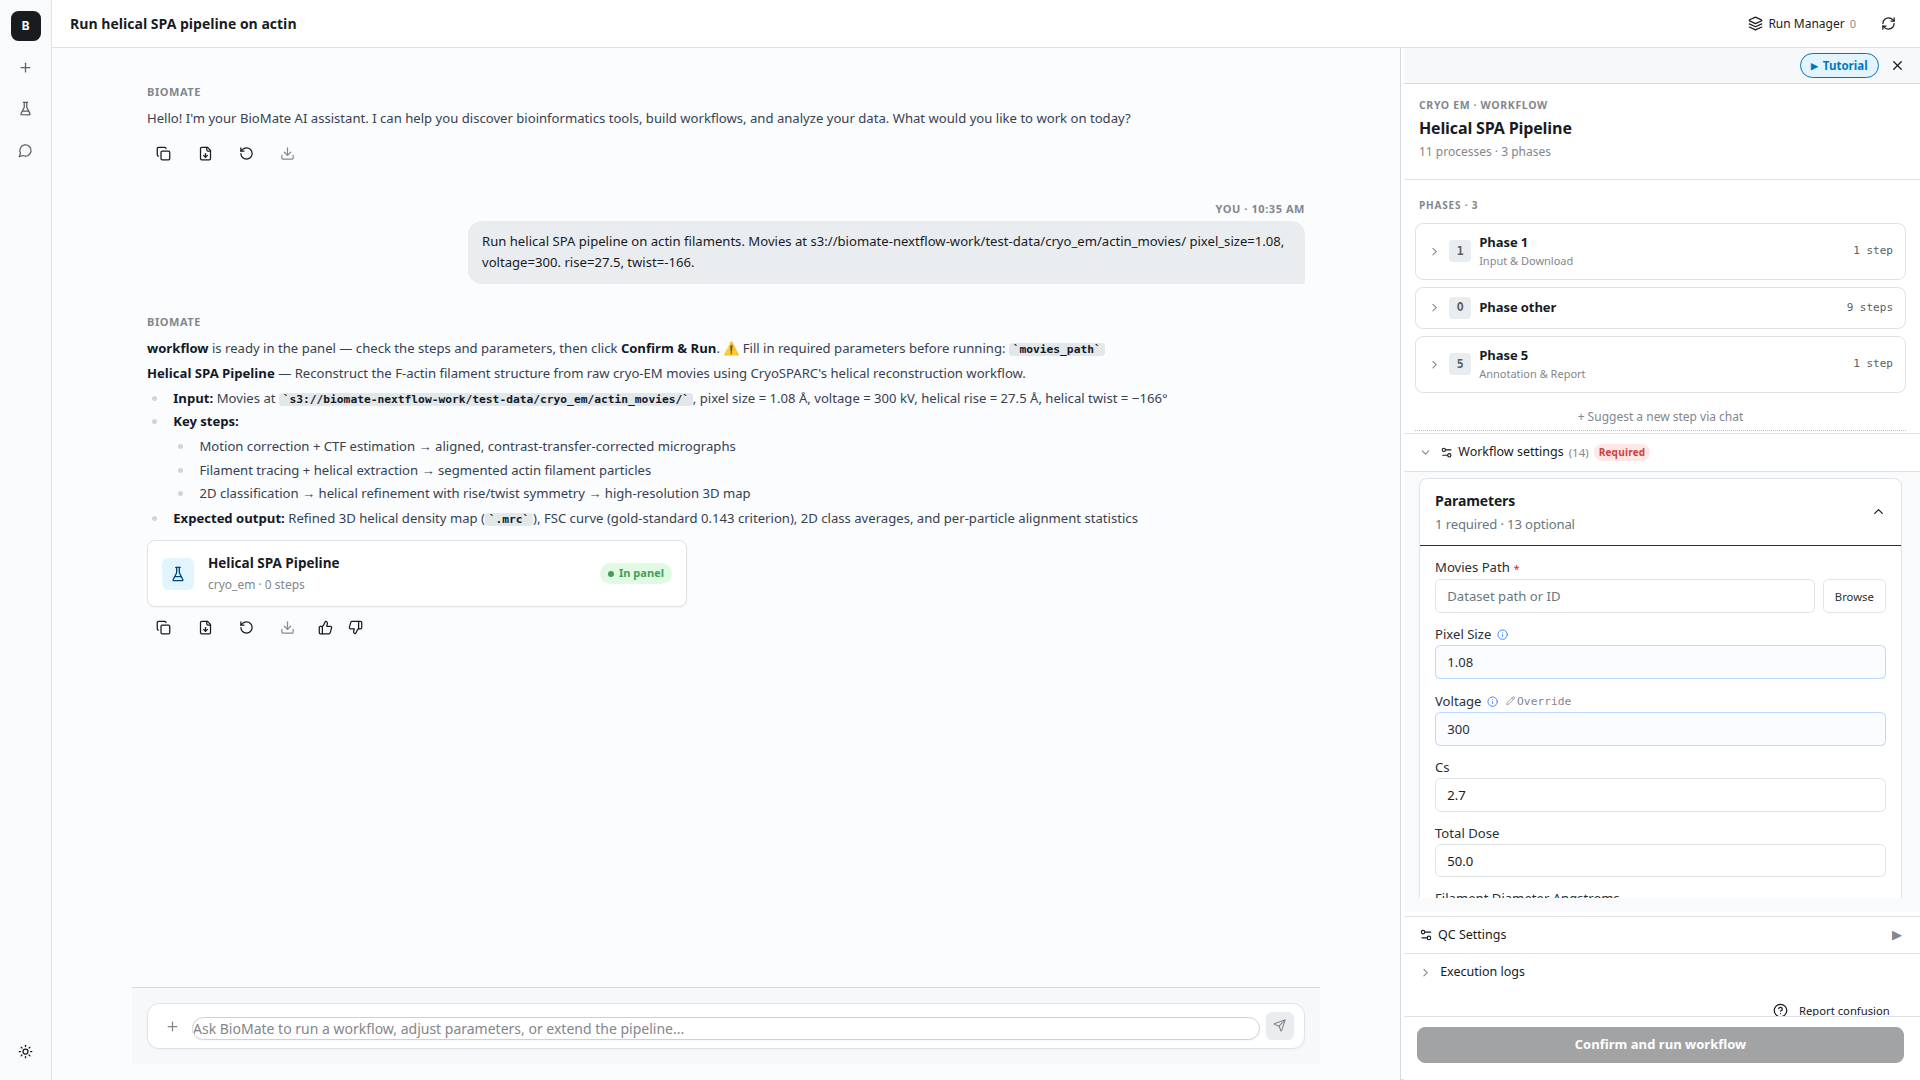 B
Run helical SPA pipeline on actin
Run Manager 0
BIOMATE
Hello! I'm your BioMate AI assistant. I can help you discover bioinformatics tools, build workflows, and analyze your data. What would you like to work on today?
YOU · 10:35 AM
Run helical SPA pipeline on actin filaments. Movies at s3://biomate-nextflow-work/test-data/cryo_em/actin_movies/ pixel_size=1.08,
voltage=300. rise=27.5, twist=-166.
BIOMATE
workflow is ready in the panel — check the steps and parameters, then click Confirm & Run. ⚠️ Fill in required parameters before running: `movies_path`
Helical SPA Pipeline — Reconstruct the F-actin filament structure from raw cryo-EM movies using CryoSPARC's helical reconstruction workflow.
Input: Movies at `s3://biomate-nextflow-work/test-data/cryo_em/actin_movies/`, pixel size = 1.08 Å, voltage = 300 kV, helical rise = 27.5 Å, helical twist = −166°
Key steps:
Motion correction + CTF estimation → aligned, contrast-transfer-corrected micrographs
Filament tracing + helical extraction → segmented actin filament particles
2D classification → helical refinement with rise/twist symmetry → high-resolution 3D map
Expected output: Refined 3D helical density map (`.mrc`), FSC curve (gold-standard 0.143 criterion), 2D class averages, and per-particle alignment statistics
Helical SPA Pipeline
cryo_em · 0 steps
In panel
Ask BioMate to run a workflow, adjust parameters, or extend the pipeline...
▶ Tutorial
CRYO EM · WORKFLOW
Helical SPA Pipeline
11 processes · 3 phases
PHASES · 3
1 Phase 1 1 step
Input & Download
0 Phase other 9 steps
5 Phase 5 1 step
Annotation & Report
+ Suggest a new step via chat
Workflow settings (14) Required
Parameters
1 required · 13 optional
Movies Path *
Dataset path or ID Browse
Pixel Size
1.08
Voltage Override
300
Cs
2.7
Total Dose
50.0
Filament Diameter Angstroms
QC Settings
Execution logs
Report confusion
Confirm and run workflow